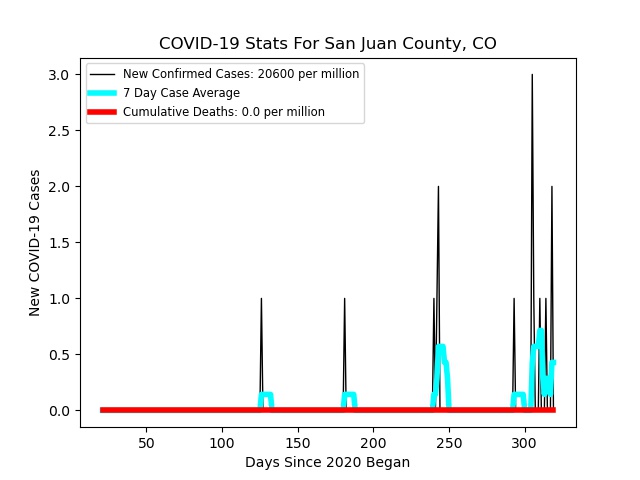 COVID-19 Stats For San Juan County, CO
New Confirmed Cases: 20600 per million
7 Day Case Average
Cumulative Deaths: 0.0 per million
New COVID-19 Cases
3.0
2.5
2.0
1.5
1.0
0.5
0.0
50 100 150 200 250 300
Days Since 2020 Began